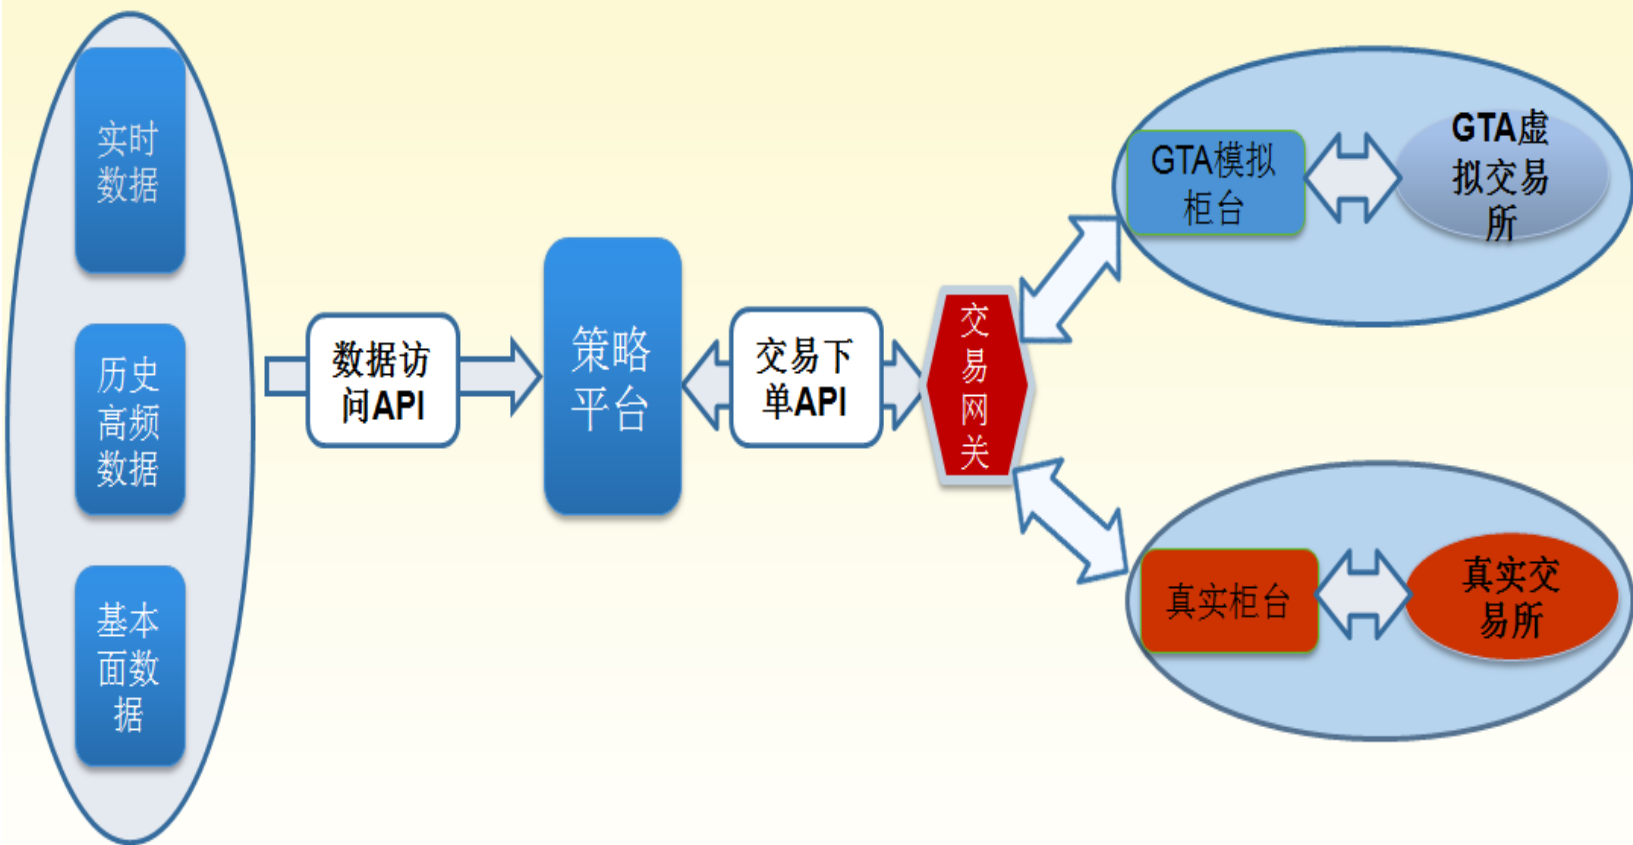 实时
数据
历史
高频
数据
基本
面数
据
数据访
问API
策略
平台
交易下
单API
交
易
网
关
GTA模拟
柜台
GTA虚
拟交易
所
真实柜台
真实交
易所